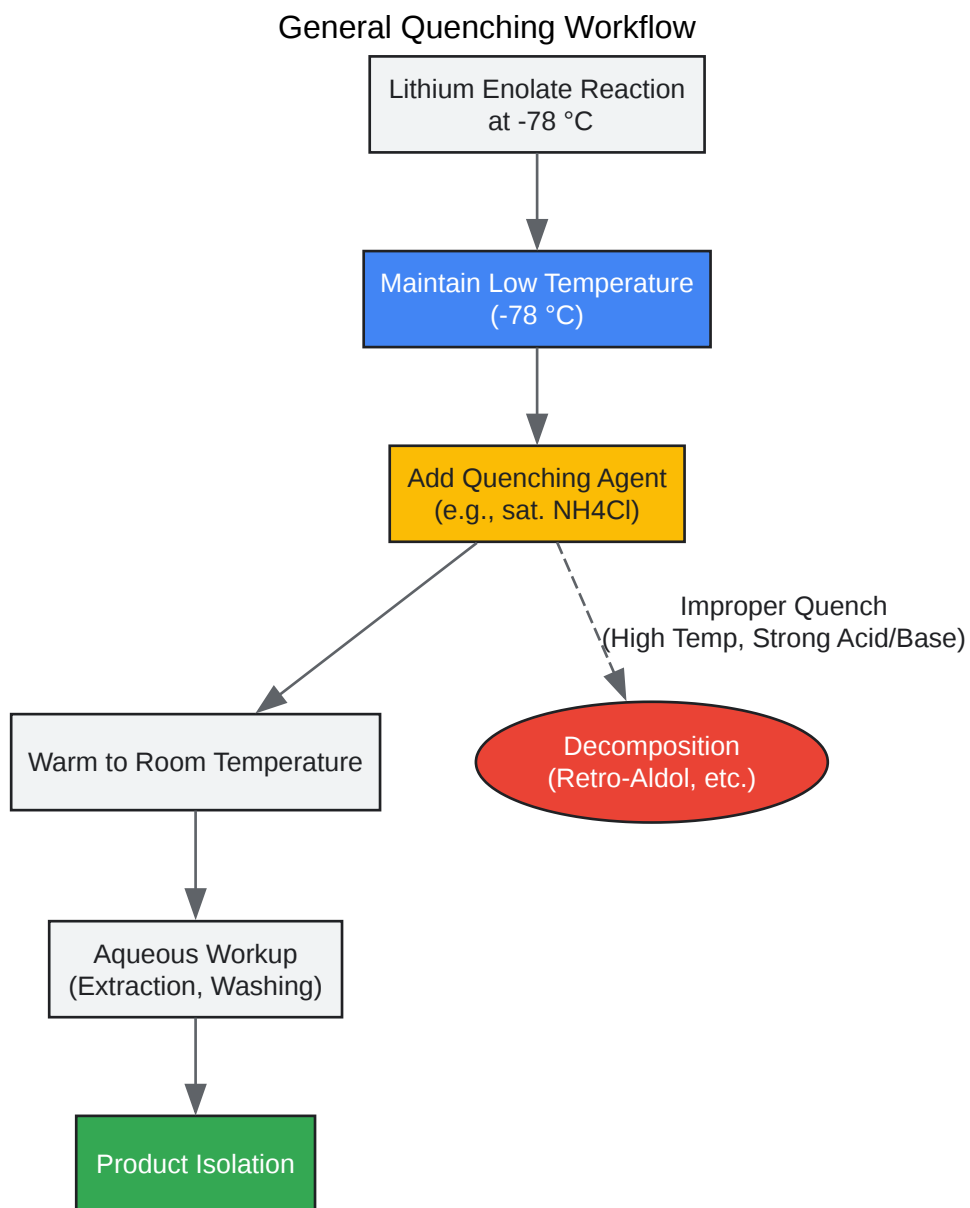 General Quenching Workflow
Lithium Enolate Reaction
at -78 °C
Maintain Low Temperature
(-78 °C)
Add Quenching Agent
(e.g., sat. NH4Cl)
Improper Quench
(High Temp, Strong Acid/Base)
Warm to Room Temperature
Decomposition
(Retro-Aldol, etc.)
Aqueous Workup
(Extraction, Washing)
Product Isolation